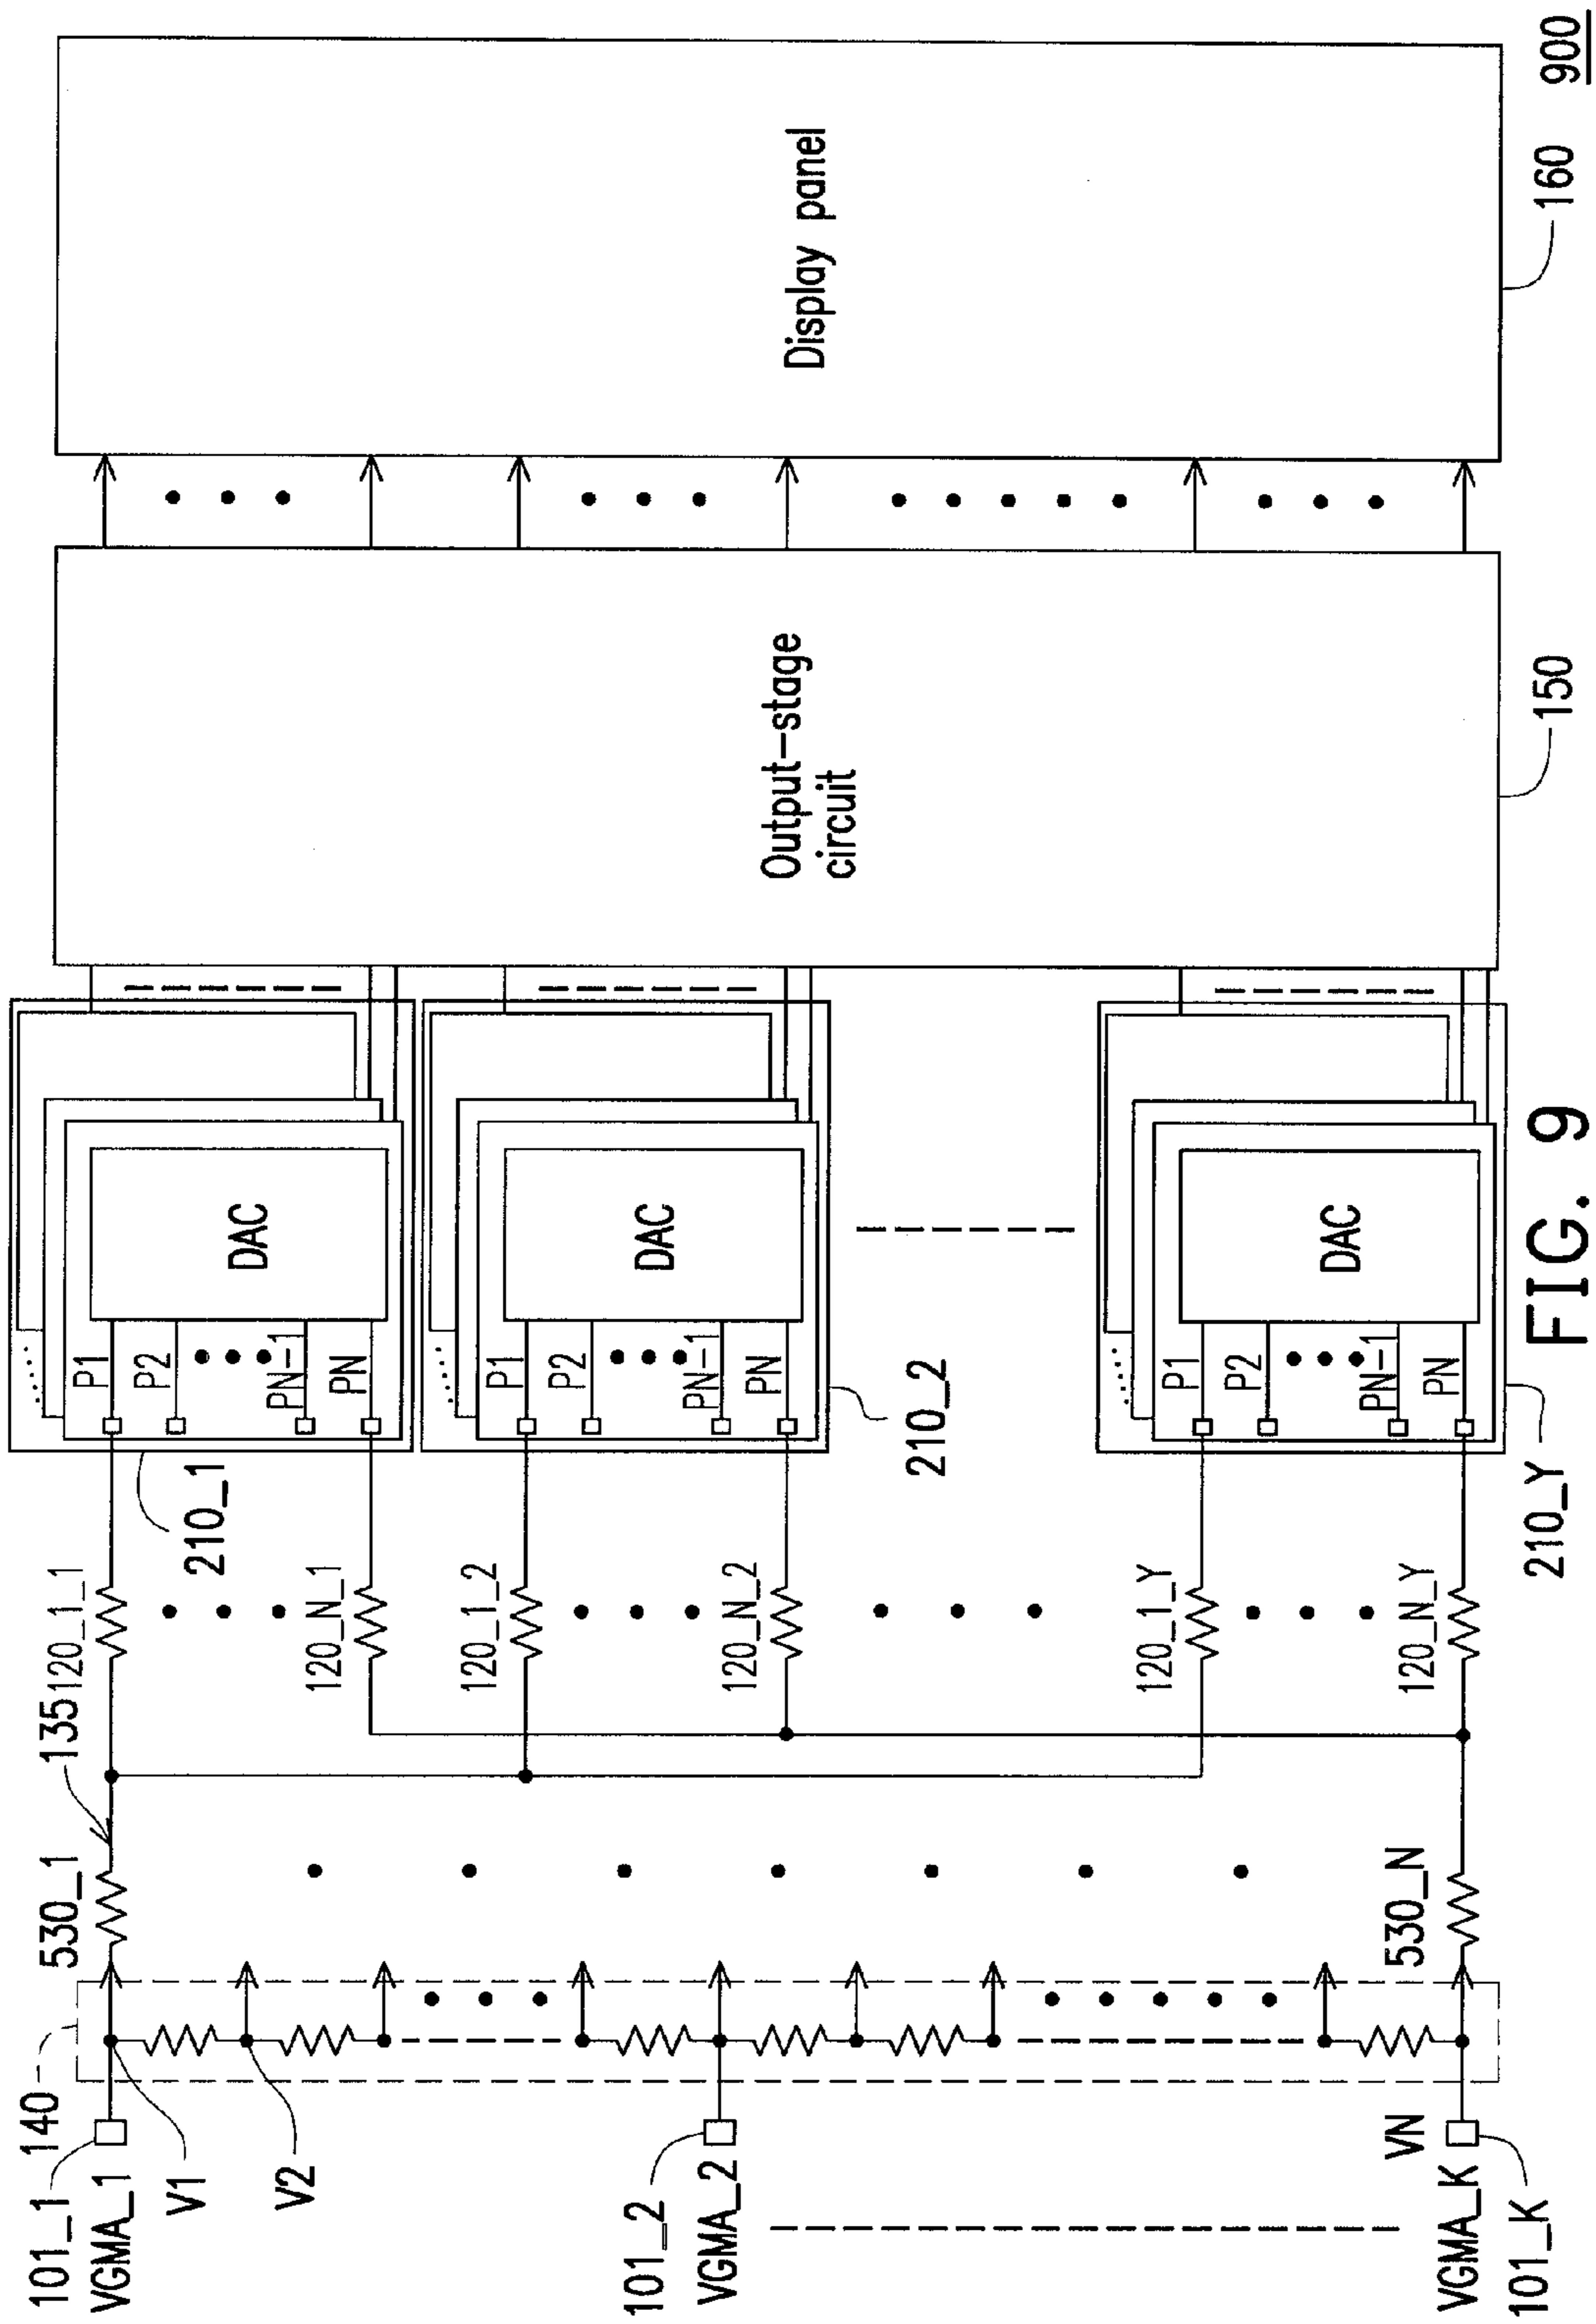 101_1
VGMA_1
140
V1
V2
101_2
VGMA_2
VN
VGMA_K
101_K
530_1
135
530_N
120_1_1
120_N_1
120_1_2
120_N_2
120_1_Y
120_N_Y
210_1
P1
P2
PN-1
PN
DAC
210_2
P1
P2
PN-1
PN
DAC
210_Y
P1
P2
PN-1
PN
DAC
Output-stage
circuit
150
Display panel
160
900
FIG. 9